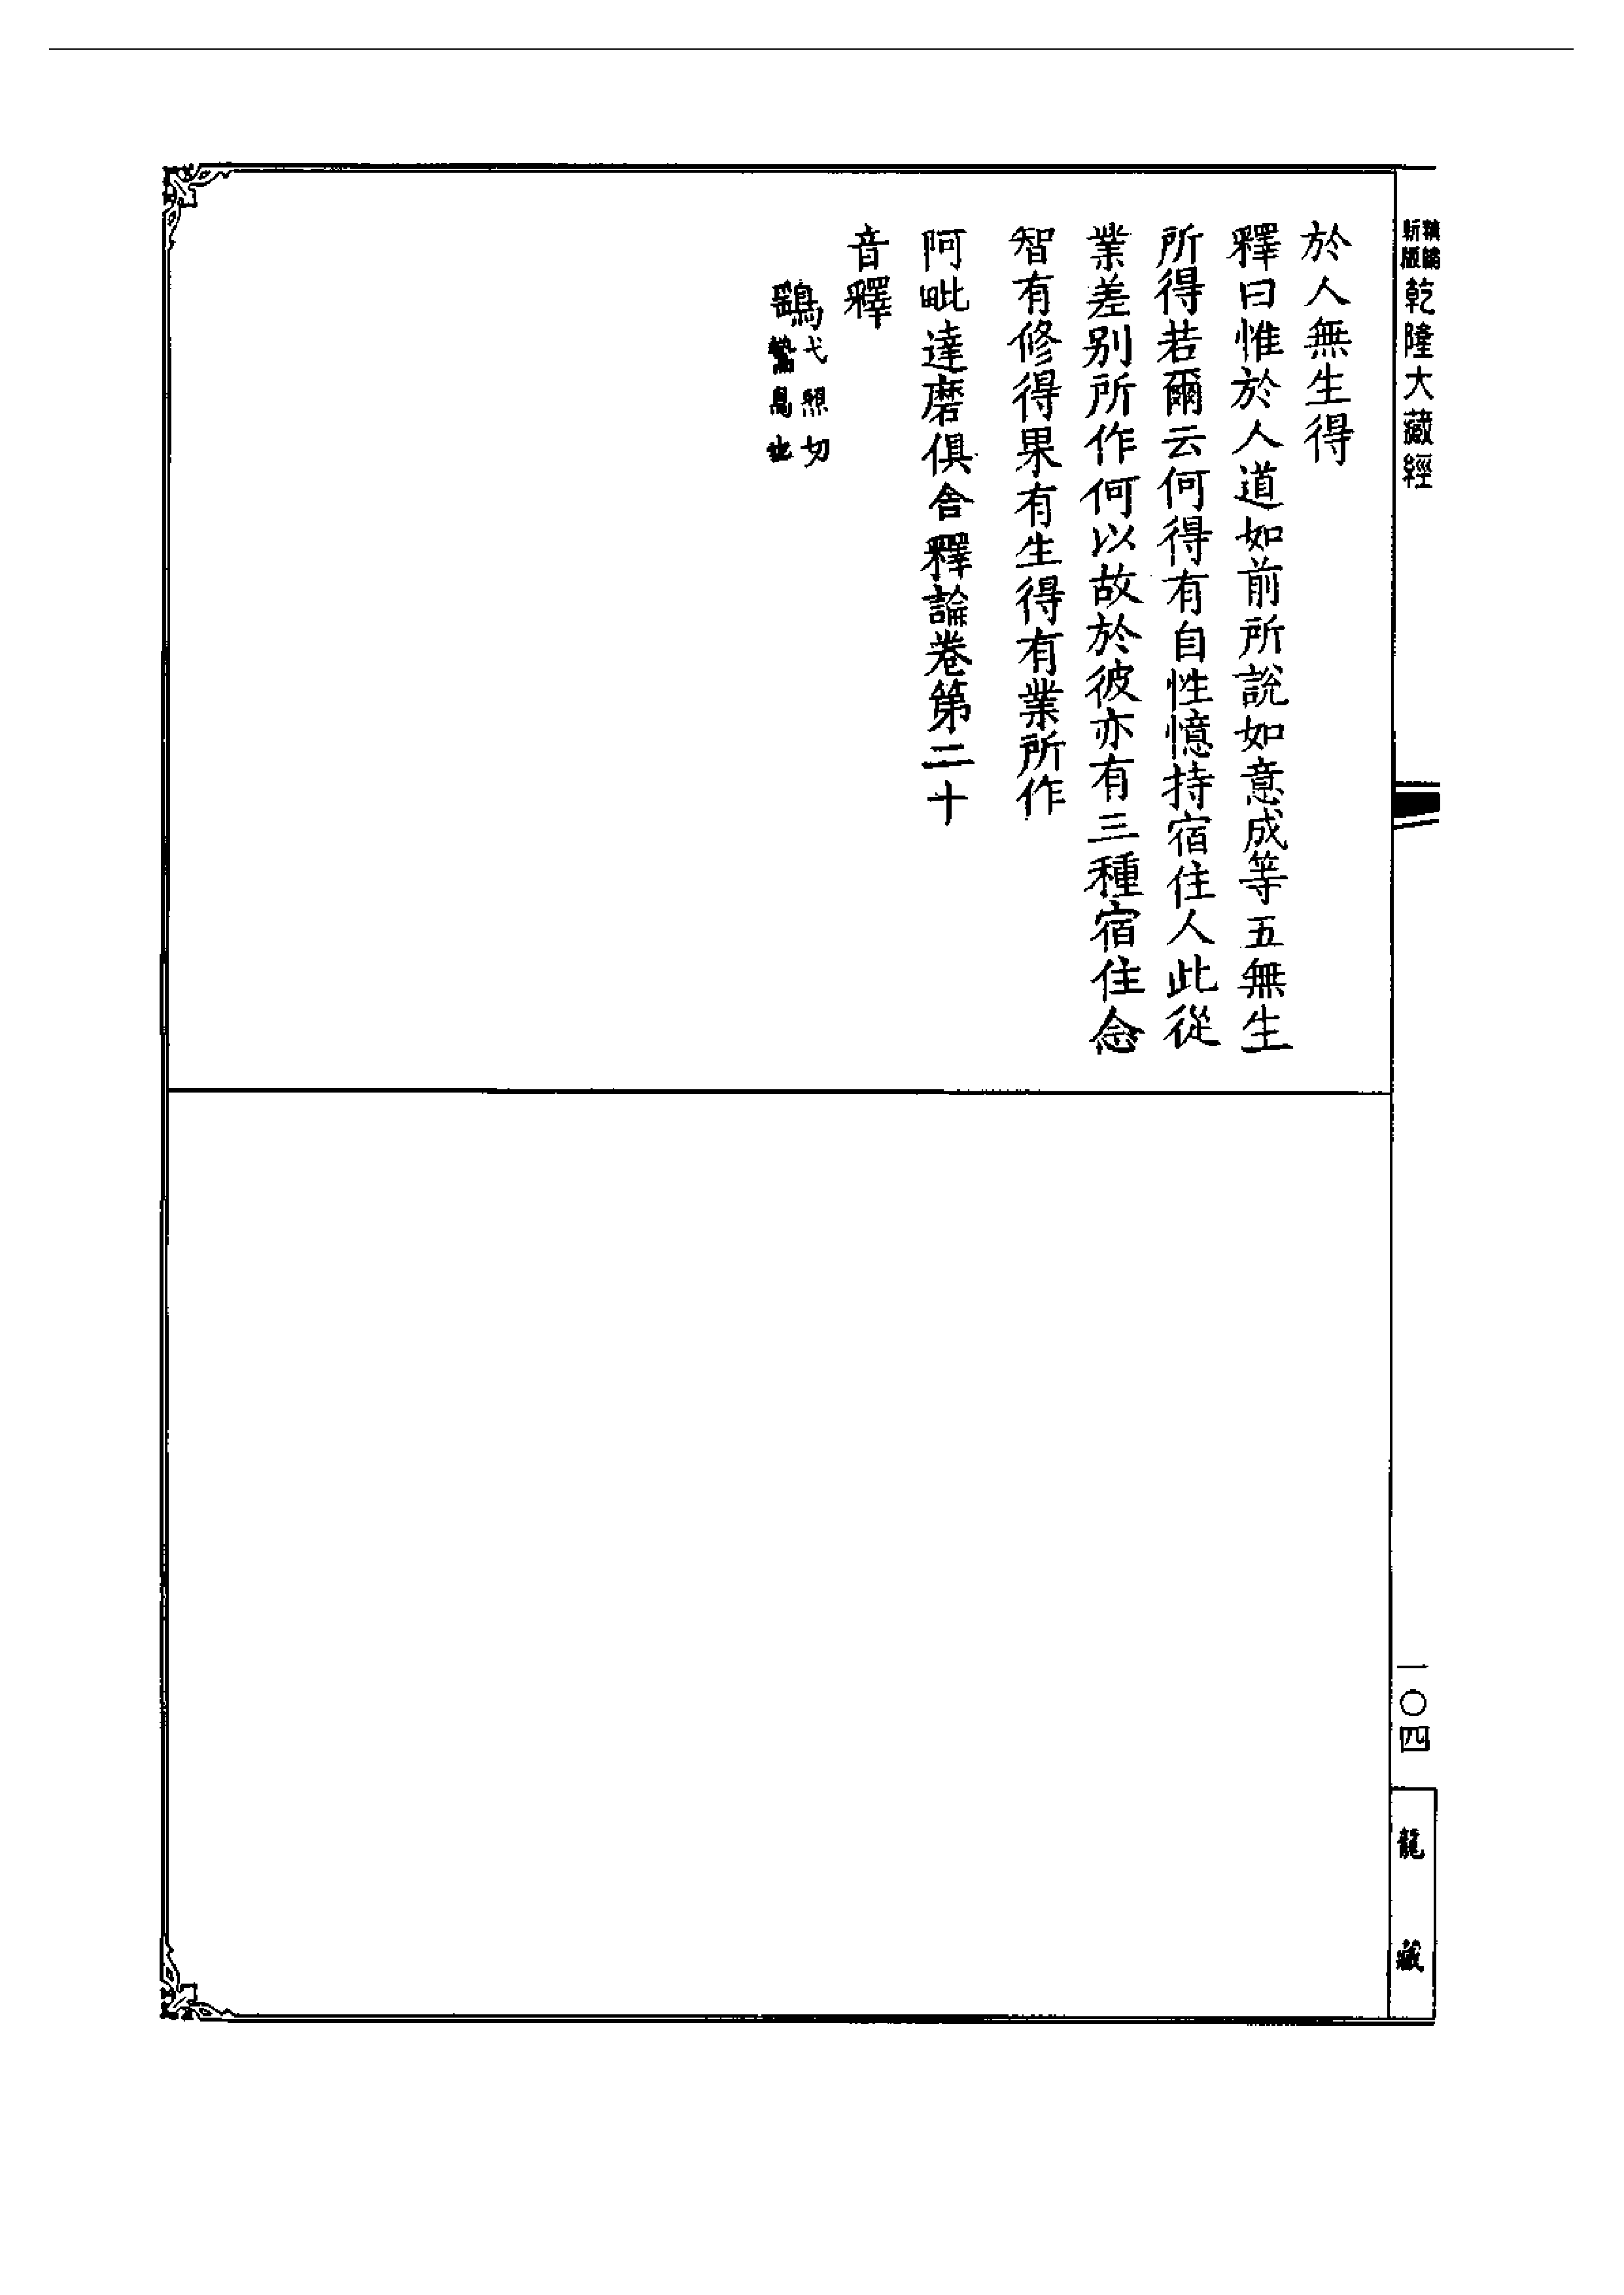 新編
縮版
乾隆大藏經
於人無生得
釋曰惟於人道如前所說如意成等五無生
所得若爾云何得有自性憶持宿住人此從
業差別所作何以故於彼亦有三種宿住念
智有修得果有生得有業所作
阿毗達磨俱舍釋論卷第二十
音釋
鷂
弋照切
鷙鳥也
一〇四
龍藏